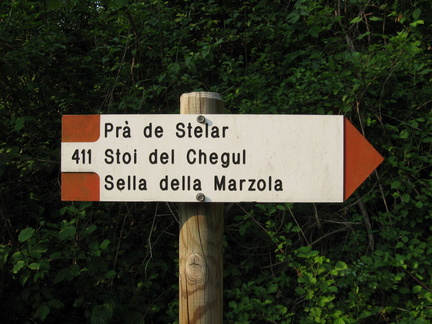 Prà de Stelar
411 Stoi del Chegul
Sella della Marzola